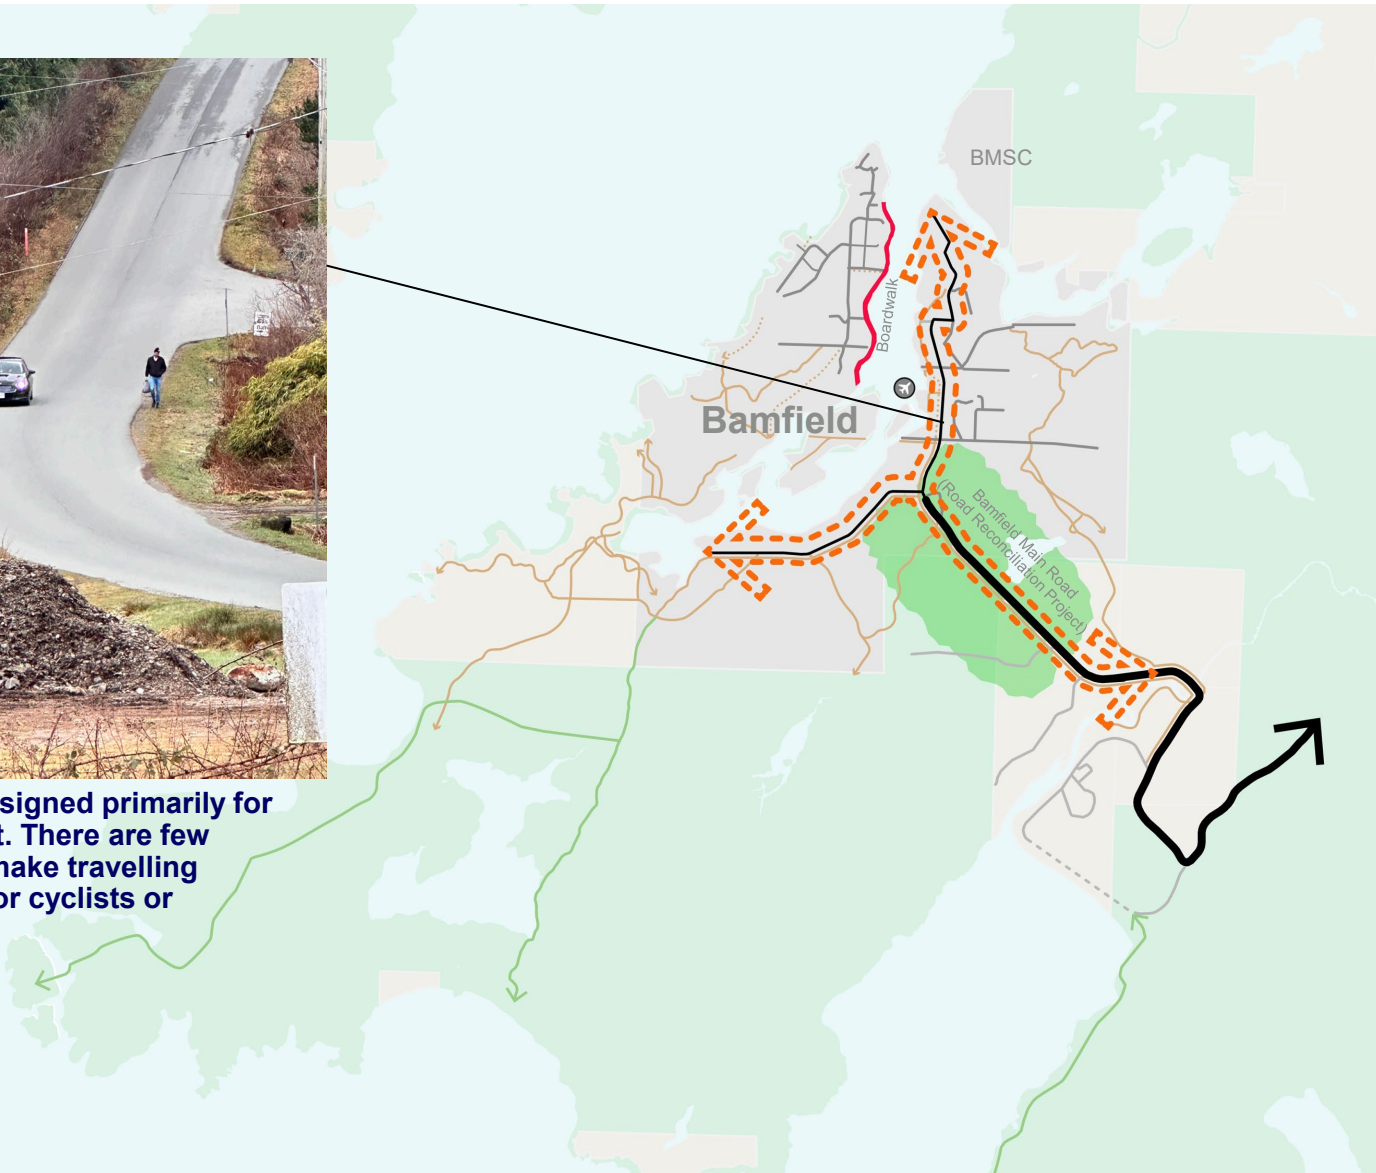 BMSC
Boardwalk
Bamfield
Bamfield Main Road
(Road Reconciliation Project)
signed primarily for
t. There are few
make travelling
or cyclists or